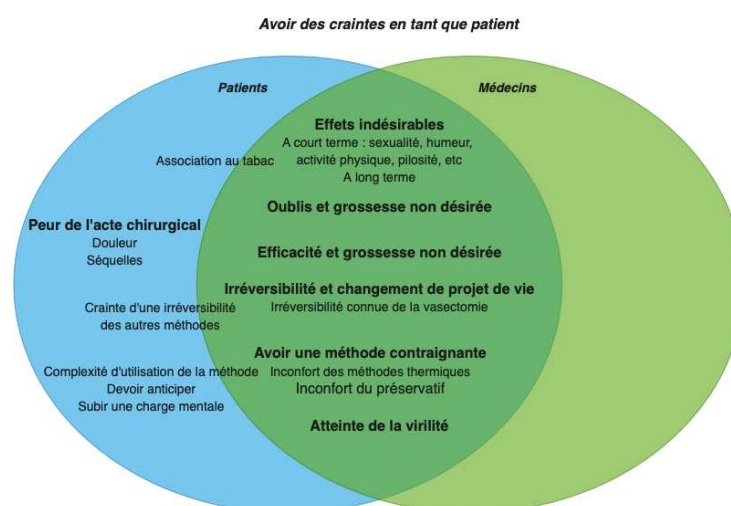 Avoir des craintes en tant que patient
Patients
Médecins
Effets indésirables
A court terme : sexualité, humeur,
activité physique, pilosité, etc
A long terme
Association au tabac
Oublis et grossesse non désirée
Peur de l'acte chirurgical
Douleur
Séquelles
Efficacité et grossesse non désirée
Irréversibilité et changement de projet de vie
Irréversibilité connue de la vasectomie
Crainte d'une irréversibilité
des autres méthodes
Avoir une méthode contraignante
Inconfort des méthodes thermiques
Inconfort du préservatif
Complexité d'utilisation de la méthode
Devoir anticiper
Subir une charge mentale
Atteinte de la virilité